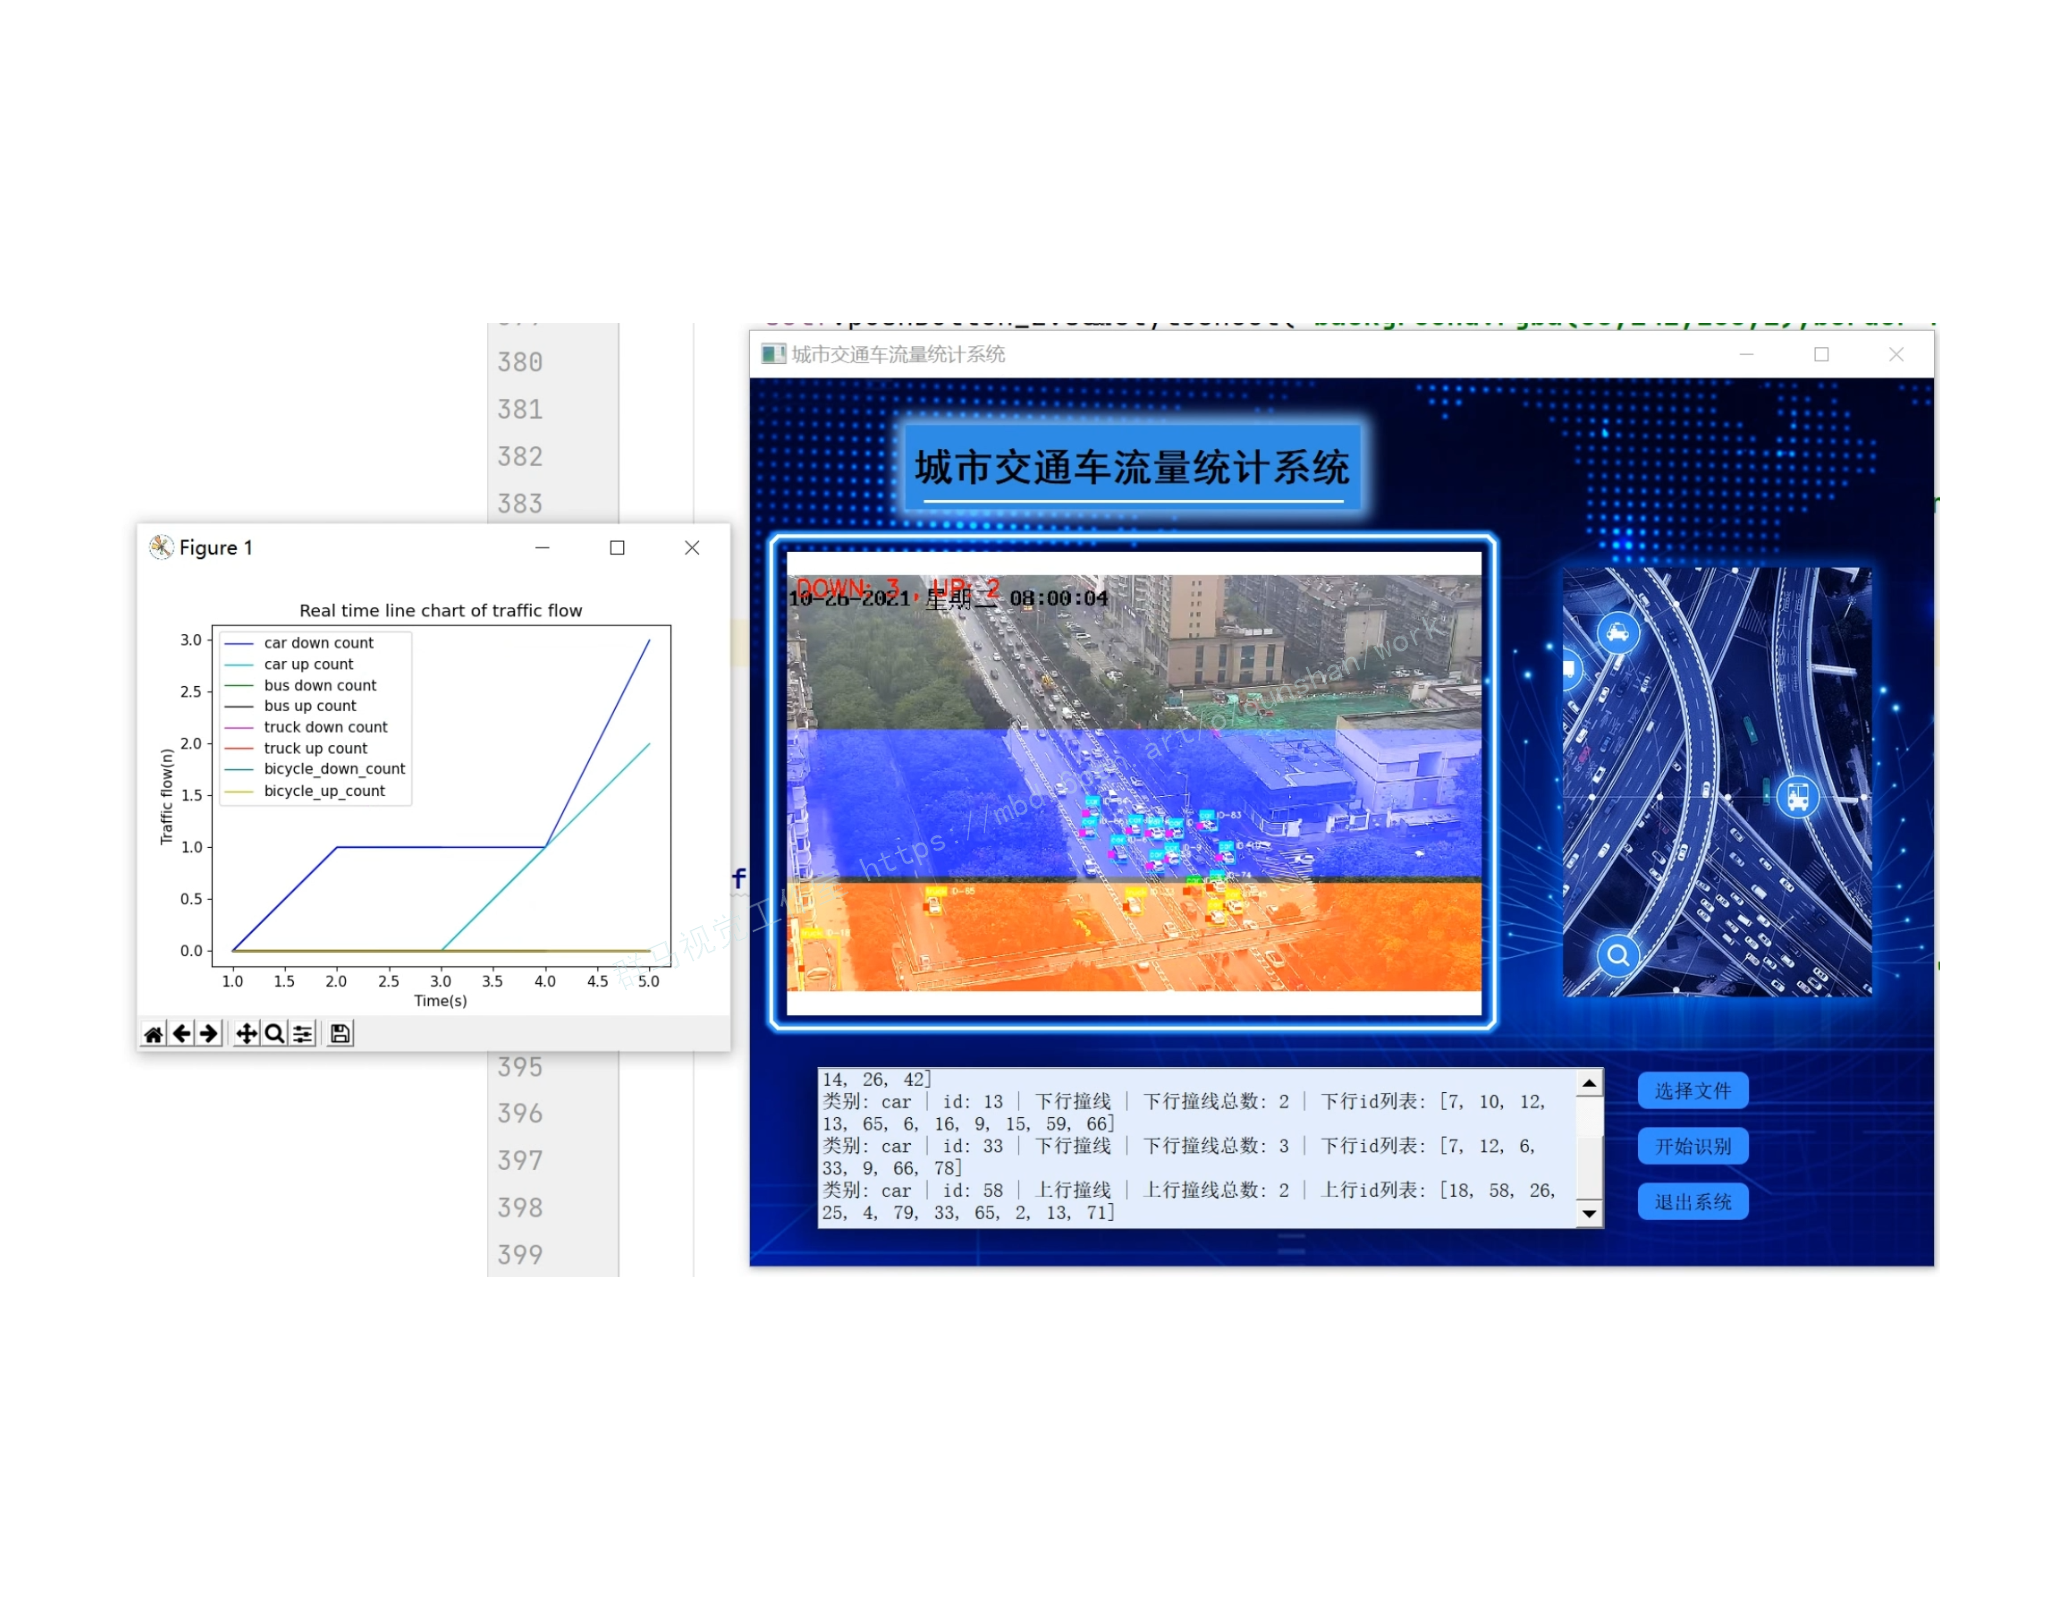 380
381
382
383
395
396
397
398
399
f
Figure 1
Real time line chart of traffic flow
car down count
car up count
bus down count
bus up count
truck down count
truck up count
bicycle_down_count
bicycle_up_count
Traffic flow(n)
3.0
2.5
2.0
1.5
1.0
0.5
0.0
1.0 1.5 2.0 2.5 3.0 3.5 4.0 4.5 5.0
Time(s)
城市交通车流量统计系统
城市交通车流量统计系统
DOWN: 3 , UP: 2
10-26-2021 星期二 08:00:04
14, 26, 42]
类别: car | id: 13 | 下行撞线 | 下行撞线总数: 2 | 下行id列表: [7, 10, 12,
13, 65, 6, 16, 9, 15, 59, 66]
类别: car | id: 33 | 下行撞线 | 下行撞线总数: 3 | 下行id列表: [7, 12, 6,
33, 9, 66, 78]
类别: car | id: 58 | 上行撞线 | 上行撞线总数: 2 | 上行id列表: [18, 58, 26,
25, 4, 79, 33, 65, 2, 13, 71]
选择文件
开始识别
退出系统